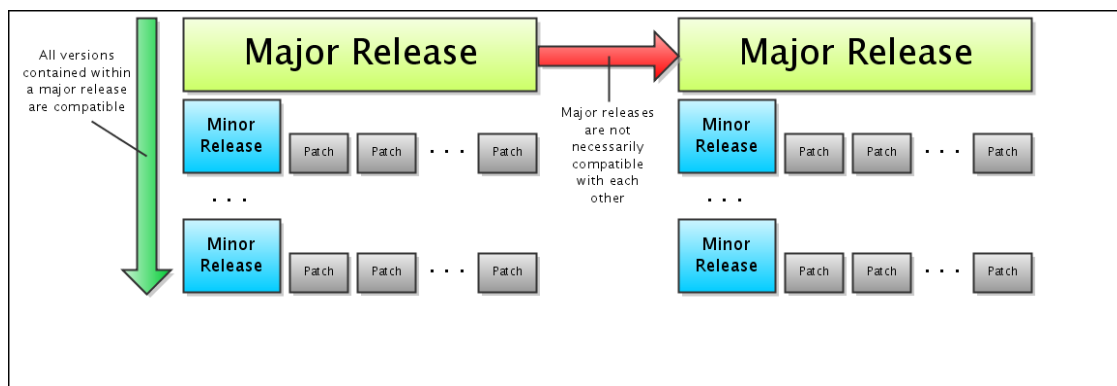 Major Release
Major Release
All versions
contained within
a major release
are compatible
Major releases
are not
necessarily
compatible
with each
other
Minor
Release
Patch
Patch
. . .
Patch
Minor
Release
Patch
Patch
. . .
Patch
. . .
. . .
Minor
Release
Patch
Patch
. . .
Patch
Minor
Release
Patch
Patch
. . .
Patch